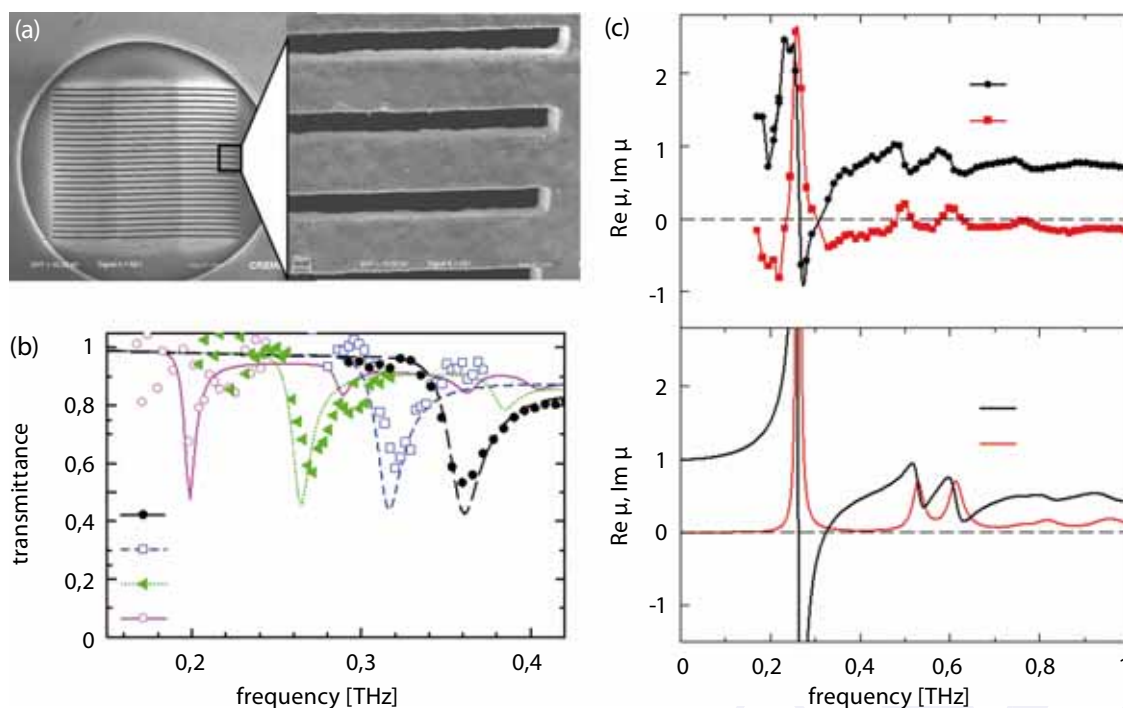 (a)
(b)
transmittance
1
0,8
0,6
0,4
0,2
0
0,2
0,3
0,4
frequency [THz]
(c)
Re μ, Im μ
2
1
0
-1
Re μ, Im μ
2
1
0
-1
0
0,2
0,4
0,6
0,8
1
frequency [THz]